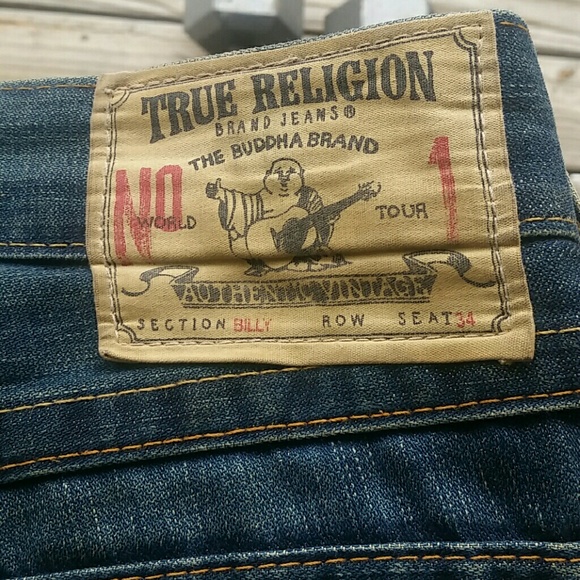 TRUE RELIGION
BRAND JEANS®
THE BUDDHA BRAND
NO 1
WORLD TOUR
AUTHENTIC VINTAGE
SECTION BILLY ROW SEAT 34